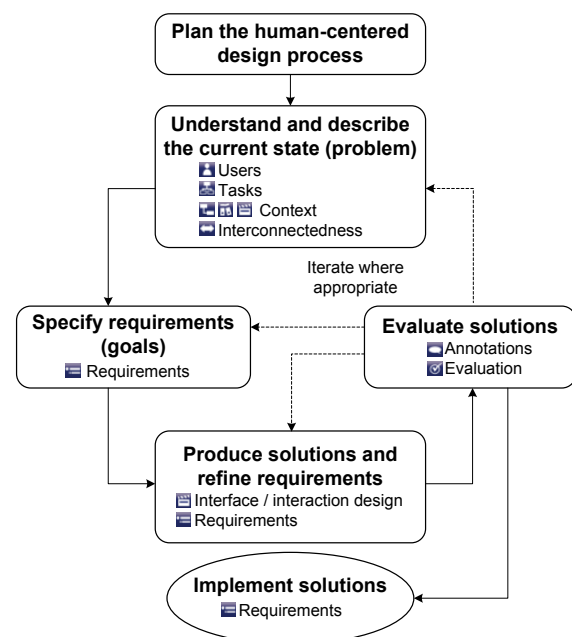 Plan the human-centered
design process
Understand and describe
the current state (problem)
Users
Tasks
Context
Interconnectedness
Iterate where
appropriate
Specify requirements
(goals)
Requirements
Evaluate solutions
Annotations
Evaluation
Produce solutions and
refine requirements
Interface / interaction design
Requirements
Implement solutions
Requirements